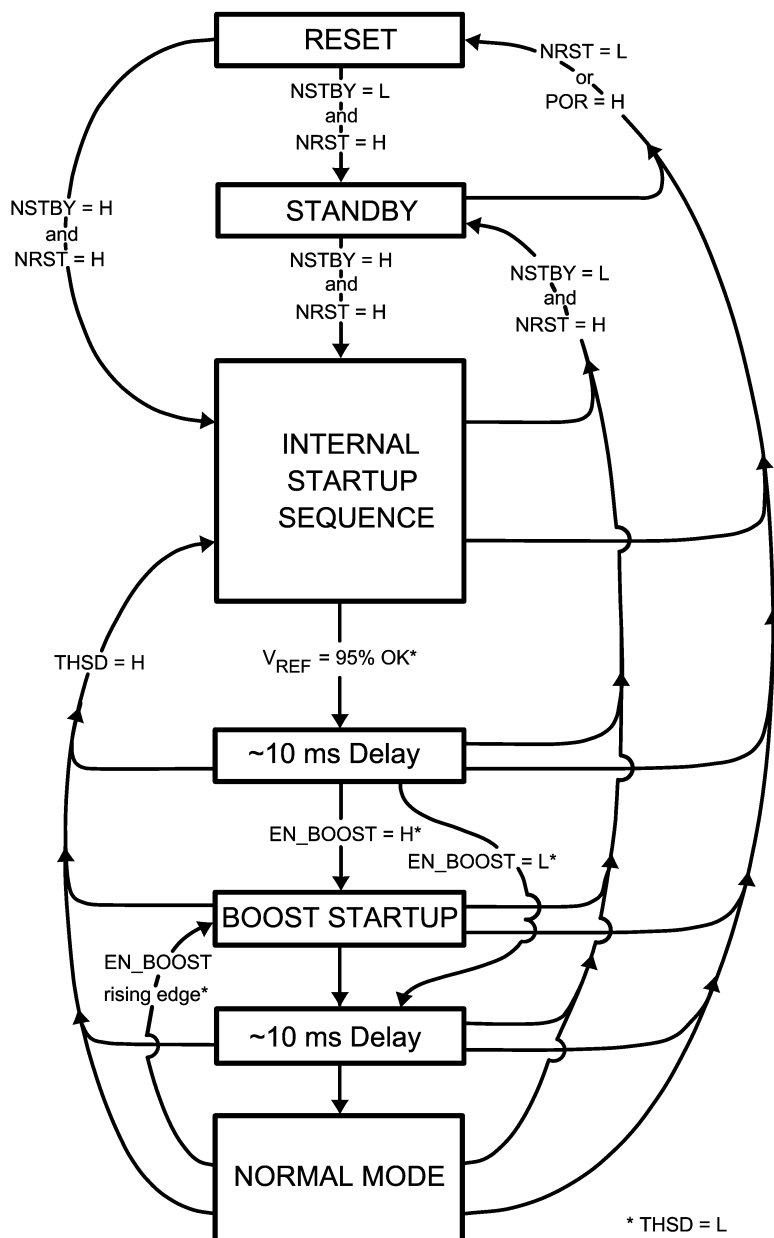 RESET
NRST = L
or
POR = H
NSTBY = L
and
NRST = H
NSTBY = H
and
NRST = H
STANDBY
NSTBY = H
and
NRST = H
NSTBY = L
and
NRST = H
INTERNAL
STARTUP
SEQUENCE
THSD = H
VREF = 95% OK*
~10 ms Delay
EN_BOOST = H*
EN_BOOST = L*
BOOST STARTUP
EN_BOOST
rising edge*
~10 ms Delay
NORMAL MODE
* THSD = L